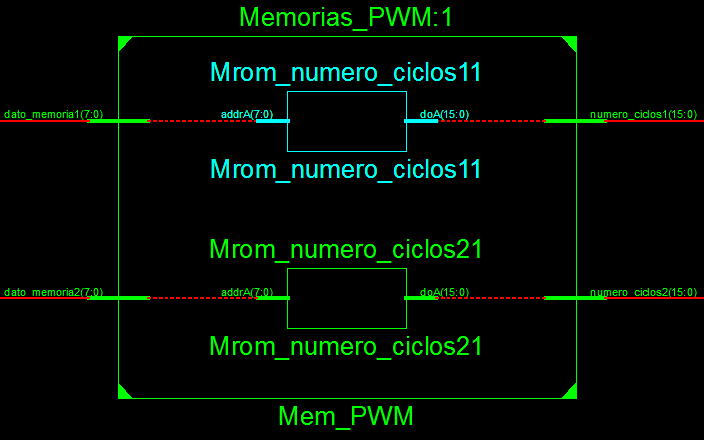 Memorias_PWM:1
Mrom_numero_ciclos11
dato_memoria1(7:0) addrA(7:0) doA(15:0) numero_ciclos1(15:0)
Mrom_numero_ciclos11
Mrom_numero_ciclos21
dato_memoria2(7:0) addrA(7:0) doA(15:0) numero_ciclos2(15:0)
Mrom_numero_ciclos21
Mem_PWM